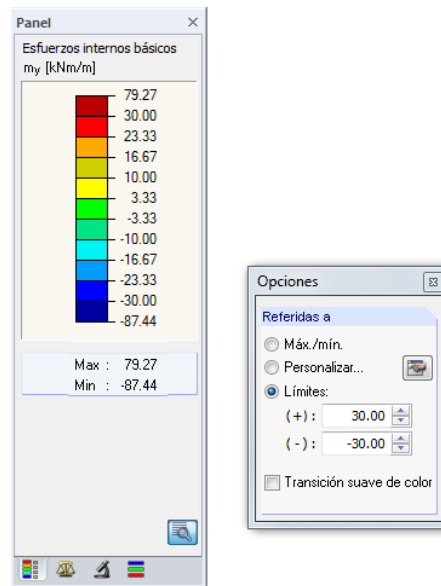 Panel
Esfuerzos internos básicos
my [kNm/m]
79.27
30.00
23.33
16.67
10.00
3.33
-3.33
-10.00
-16.67
-23.33
-30.00
-87.44
Max : 79.27
Min : -87.44
Opciones
Referidas a
Máx./mín.
Personalizar...
Límites:
(+): 30.00
(-): -30.00
Transición suave de color